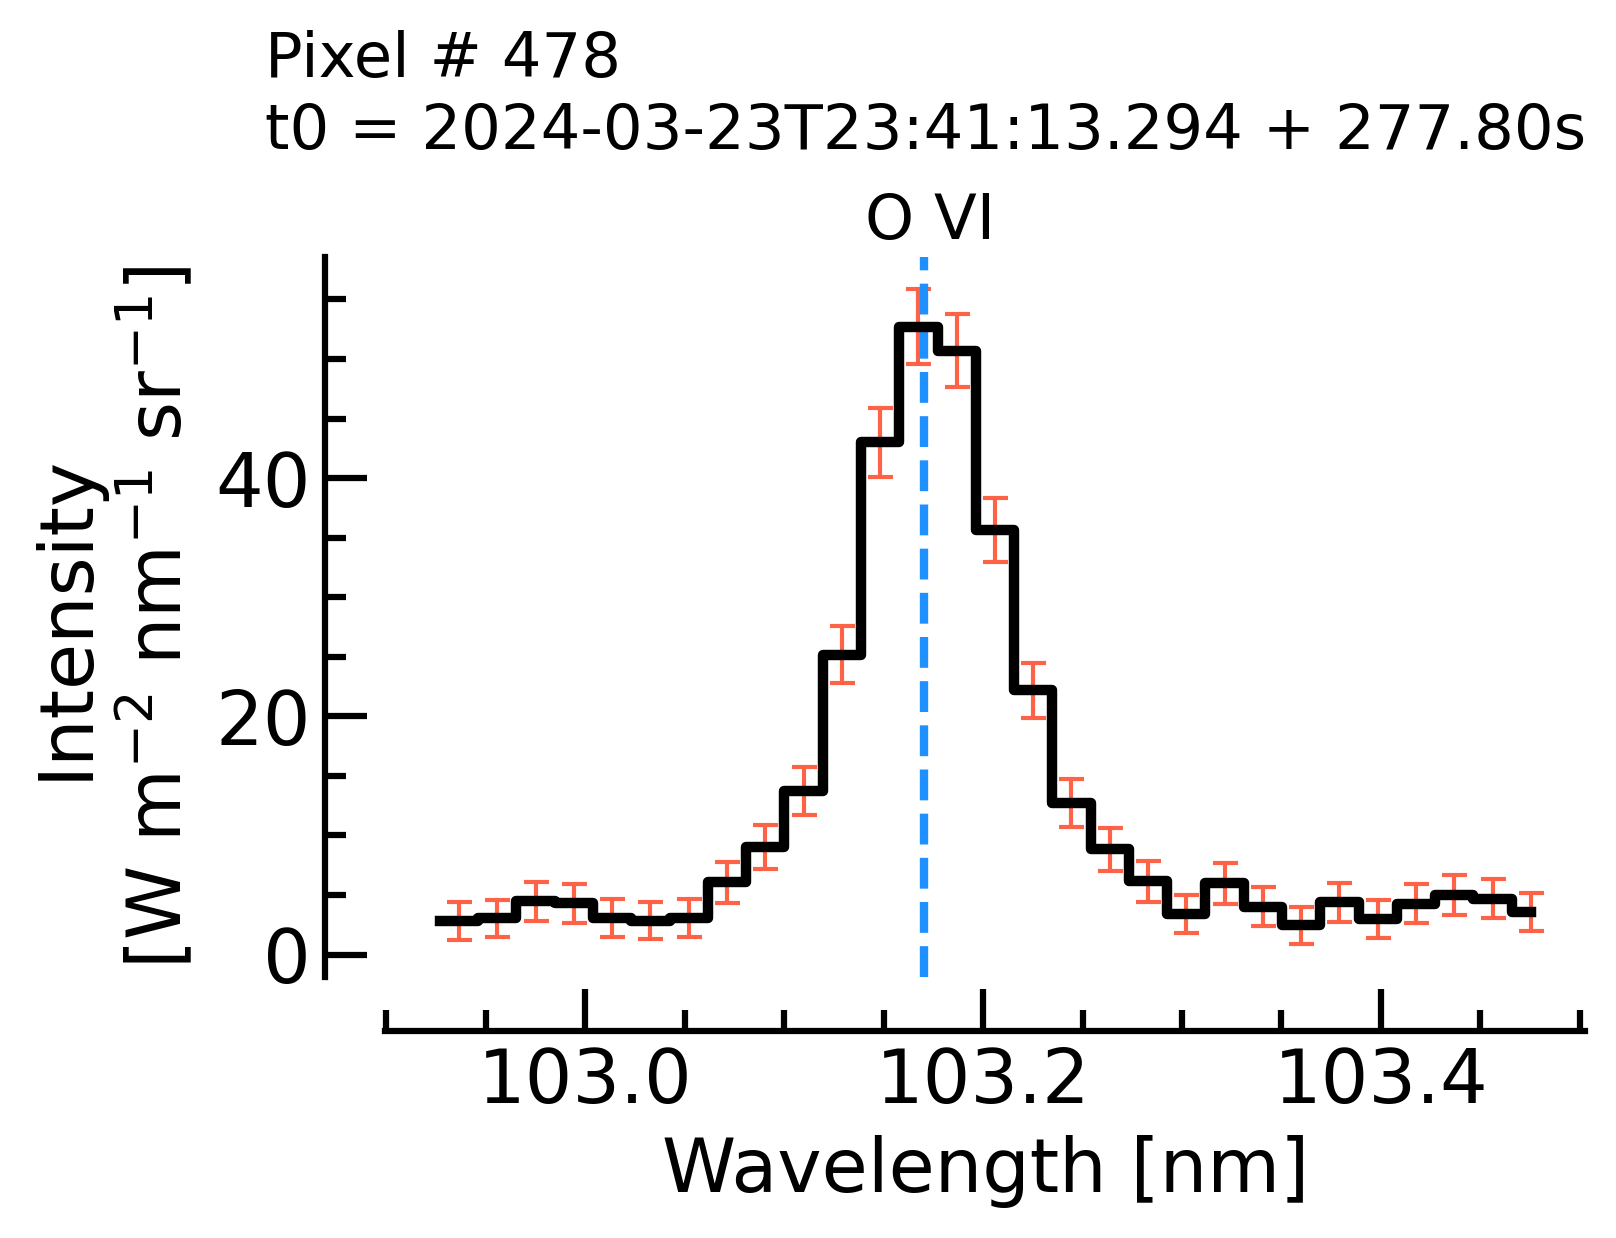 Pixel # 478
t0 = 2024-03-23T23:41:13.294 + 277.80s
O VI
Intensity
[W m⁻² nm⁻¹ sr⁻¹]
40
20
0
103.0 103.2 103.4
Wavelength [nm]